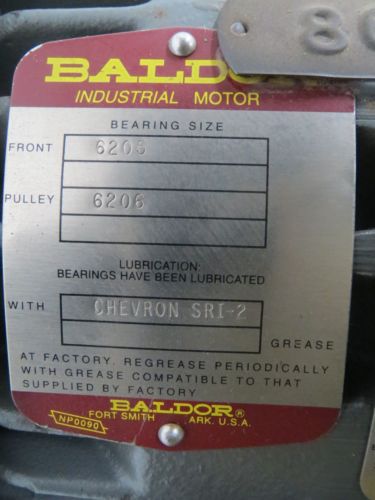 80
BALDOR
INDUSTRIAL MOTOR
BEARING SIZE
FRONT
PULLEY 6206
LUBRICATION:
BEARINGS HAVE BEEN LUBRICATED
WITH CHEVRON SRI-2
GREASE
AT FACTORY. REGREASE PERIODICALLY
WITH GREASE COMPATIBLE TO THAT
SUPPLIED BY FACTORY
BALDOR®
NP0090 FORT SMITH ARK. U.S.A.